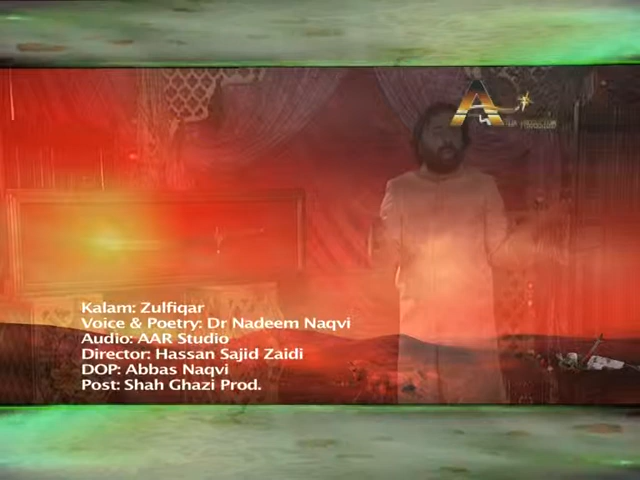 Kalam: Zulfiqar
Voice & Poetry: Dr Nadeem Naqvi
Audio: AAR Studio
Director: Hassan Sajid Zaidi
DOP: Abbas Naqvi
Post: Shah Ghazi Prod.